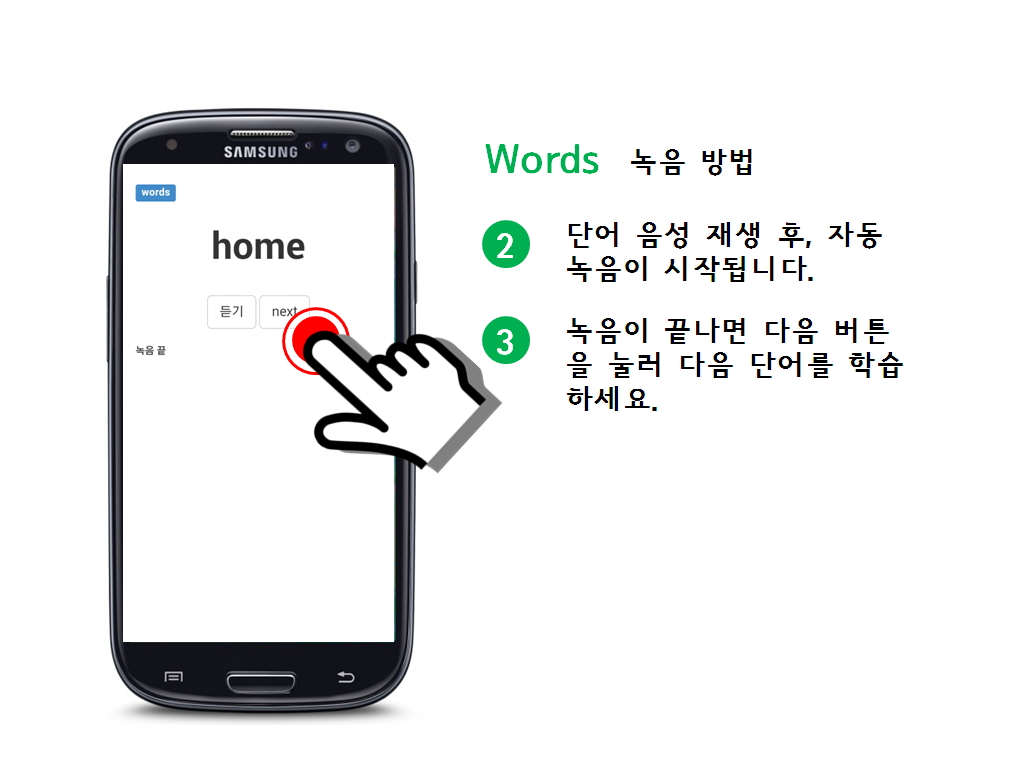 SAMSUNG
words
home
듣기 next
녹음 끝
Words 녹음 방법
2 단어 음성 재생 후, 자동
녹음이 시작됩니다.
3 녹음이 끝나면 다음 버튼
을 눌러 다음 단어를 학습
하세요.